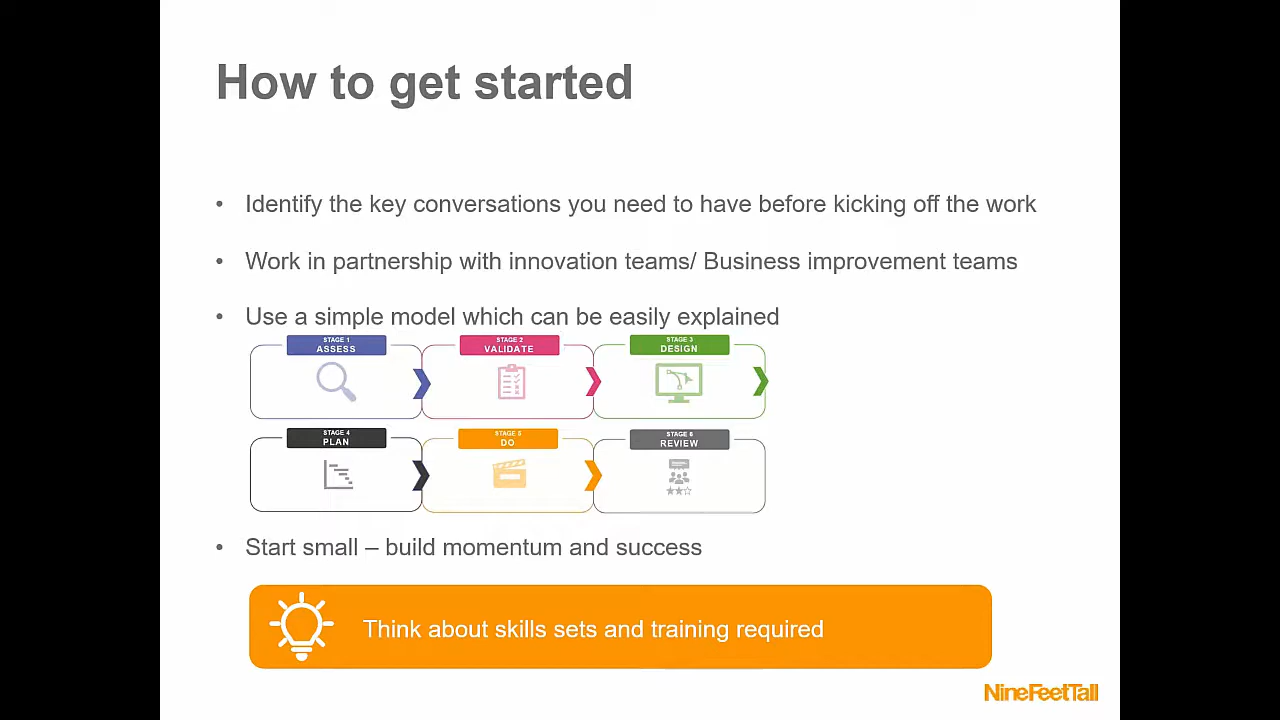 How to get started
• Identify the key conversations you need to have before kicking off the work
• Work in partnership with innovation teams/ Business improvement teams
• Use a simple model which can be easily explained
STAGE 1
ASSESS
STAGE 2
VALIDATE
STAGE 3
DESIGN
STAGE 4
PLAN
STAGE 5
DO
STAGE 6
REVIEW
• Start small – build momentum and success
Think about skills sets and training required
NineFeetTall